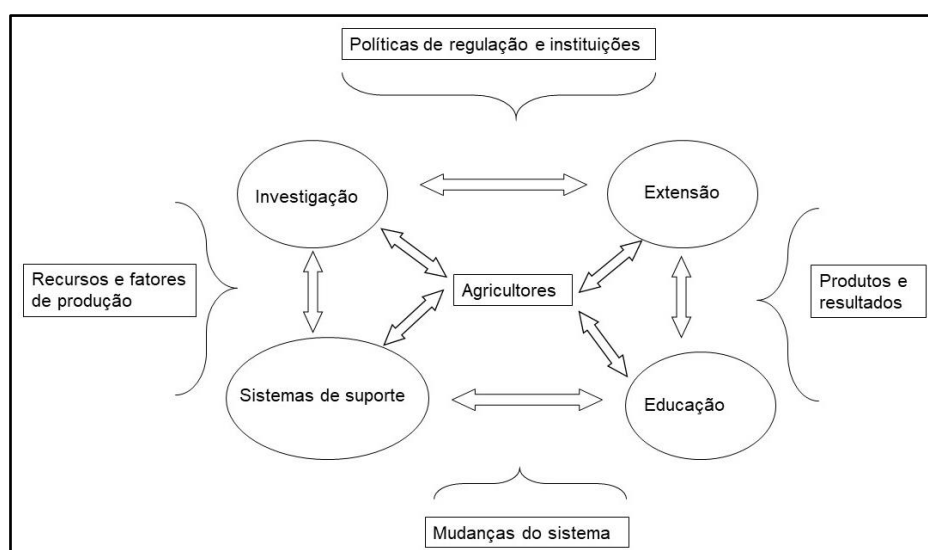 Políticas de regulação e instituições
Investigação
Extensão
Recursos e fatores
de produção
Agricultores
Produtos e
resultados
Sistemas de suporte
Educação
Mudanças do sistema